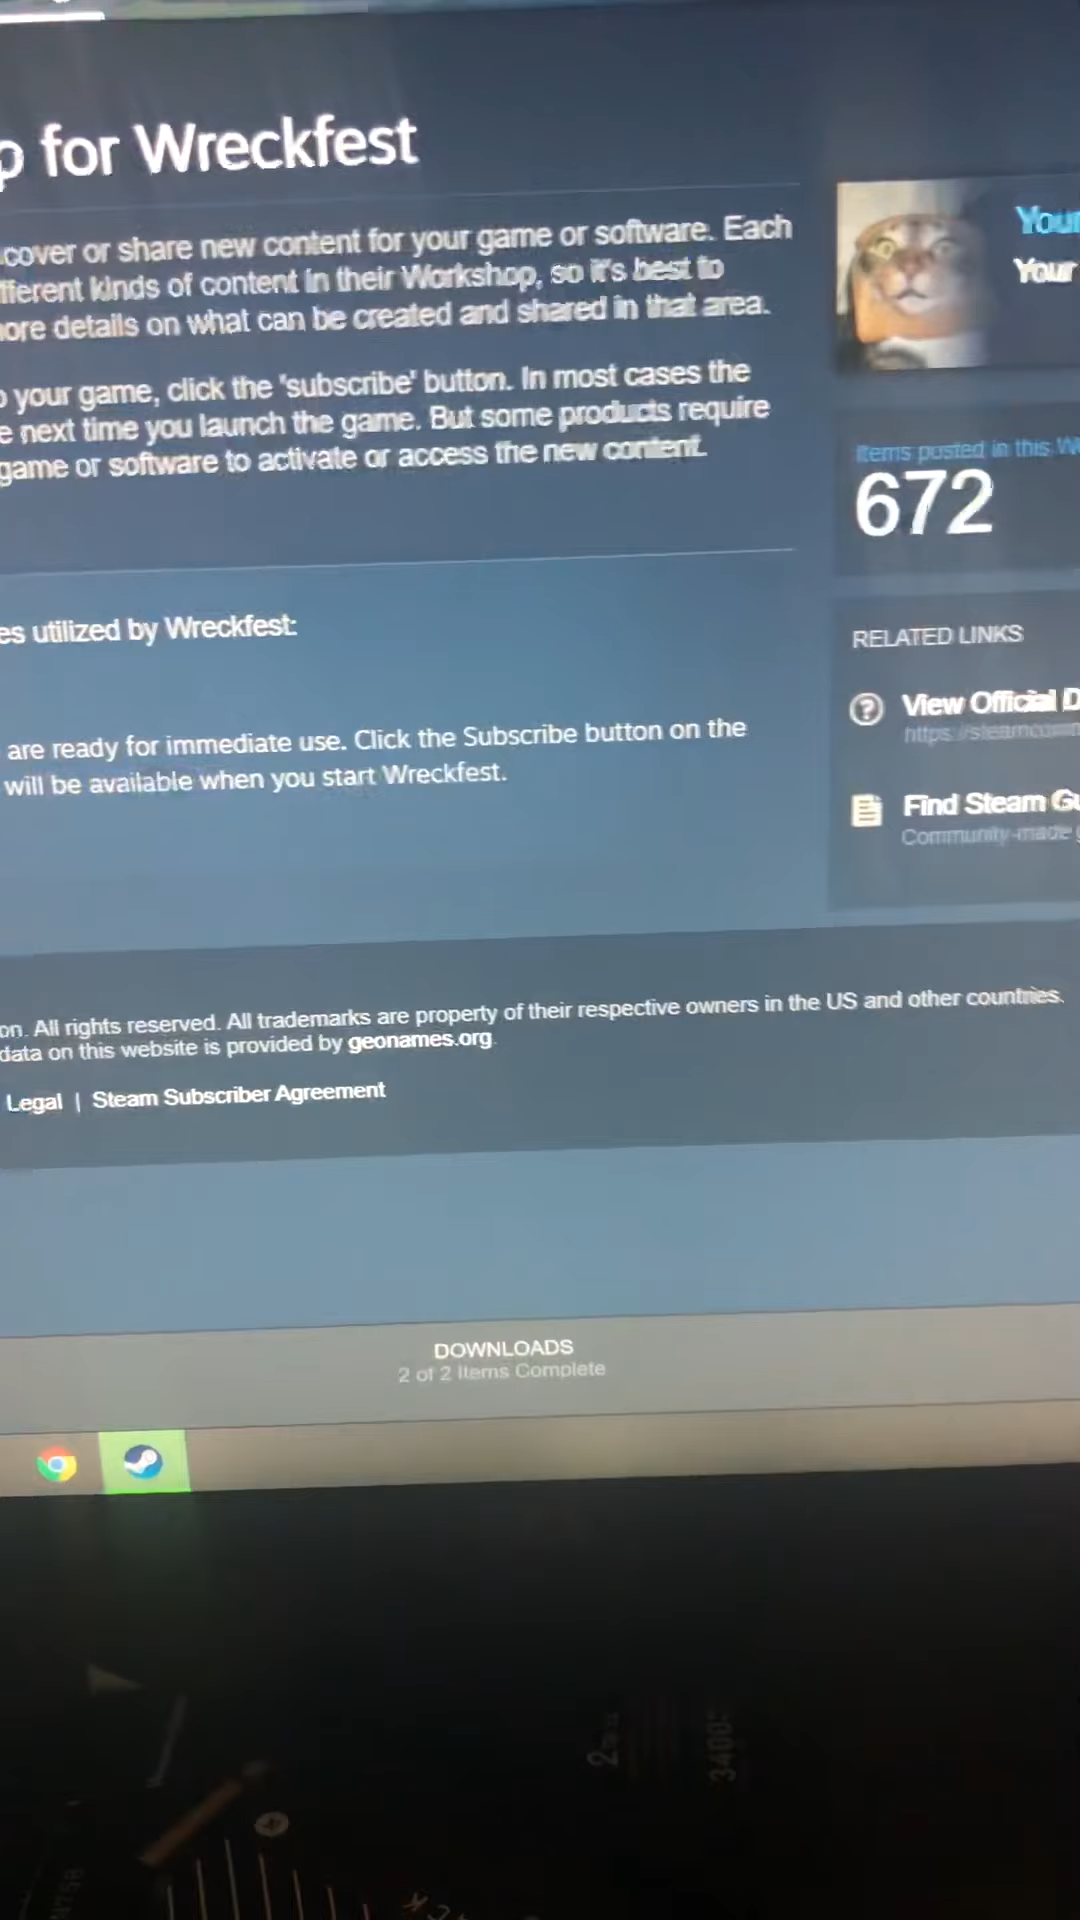 for Wreckfest
cover or share new content for your game or software. Each
fferent kinds of content in their Workshop, so it's best to
ore details on what can be created and shared in that area.
your game, click the 'subscribe' button. In most cases the
e next time you launch the game. But some products require
game or software to activate or access the new content.
es utilized by Wreckfest:
are ready for immediate use. Click the Subscribe button on the
will be available when you start Wreckfest.
Your
Your
Items posted in this W
672
RELATED LINKS
View Official D
Find Steam Gu
Community-made
on. All rights reserved. All trademarks are property of their respective owners in the US and other countries.
data on this website is provided by geonames.org
Legal | Steam Subscriber Agreement
DOWNLOADS
2 of 2 Items Complete